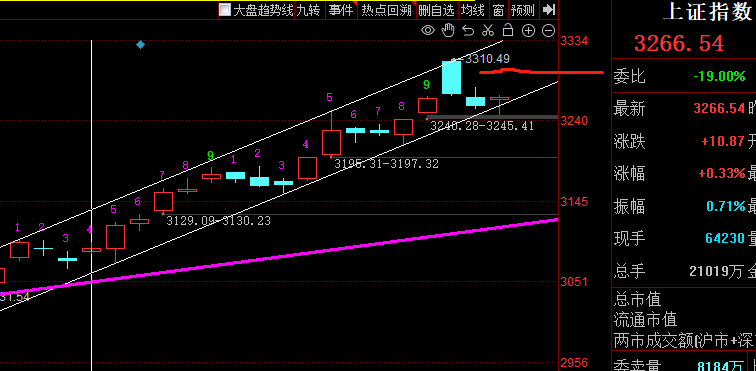 大盘趋势线 九转 事件 热点回溯 删自选 均线 窗 预测
上证指数
3266.54
3334
3310.49
委比 -19.00%
最新 3266.54 昨
5 9 8 7 6
3240
3240.28-3245.41
涨跌 +10.87 开
9 8 7 1 2 3 4
3195.31-3197.32
涨幅 +0.33% 最
6 5
3145
3129.09-3130.23
振幅 0.71% 最
1 2 3 4
现手 64230 量
3051
总手 21019万 金
31.54
总市值
流通市值
两市成交额[沪市+深
2956
委卖量 8184万